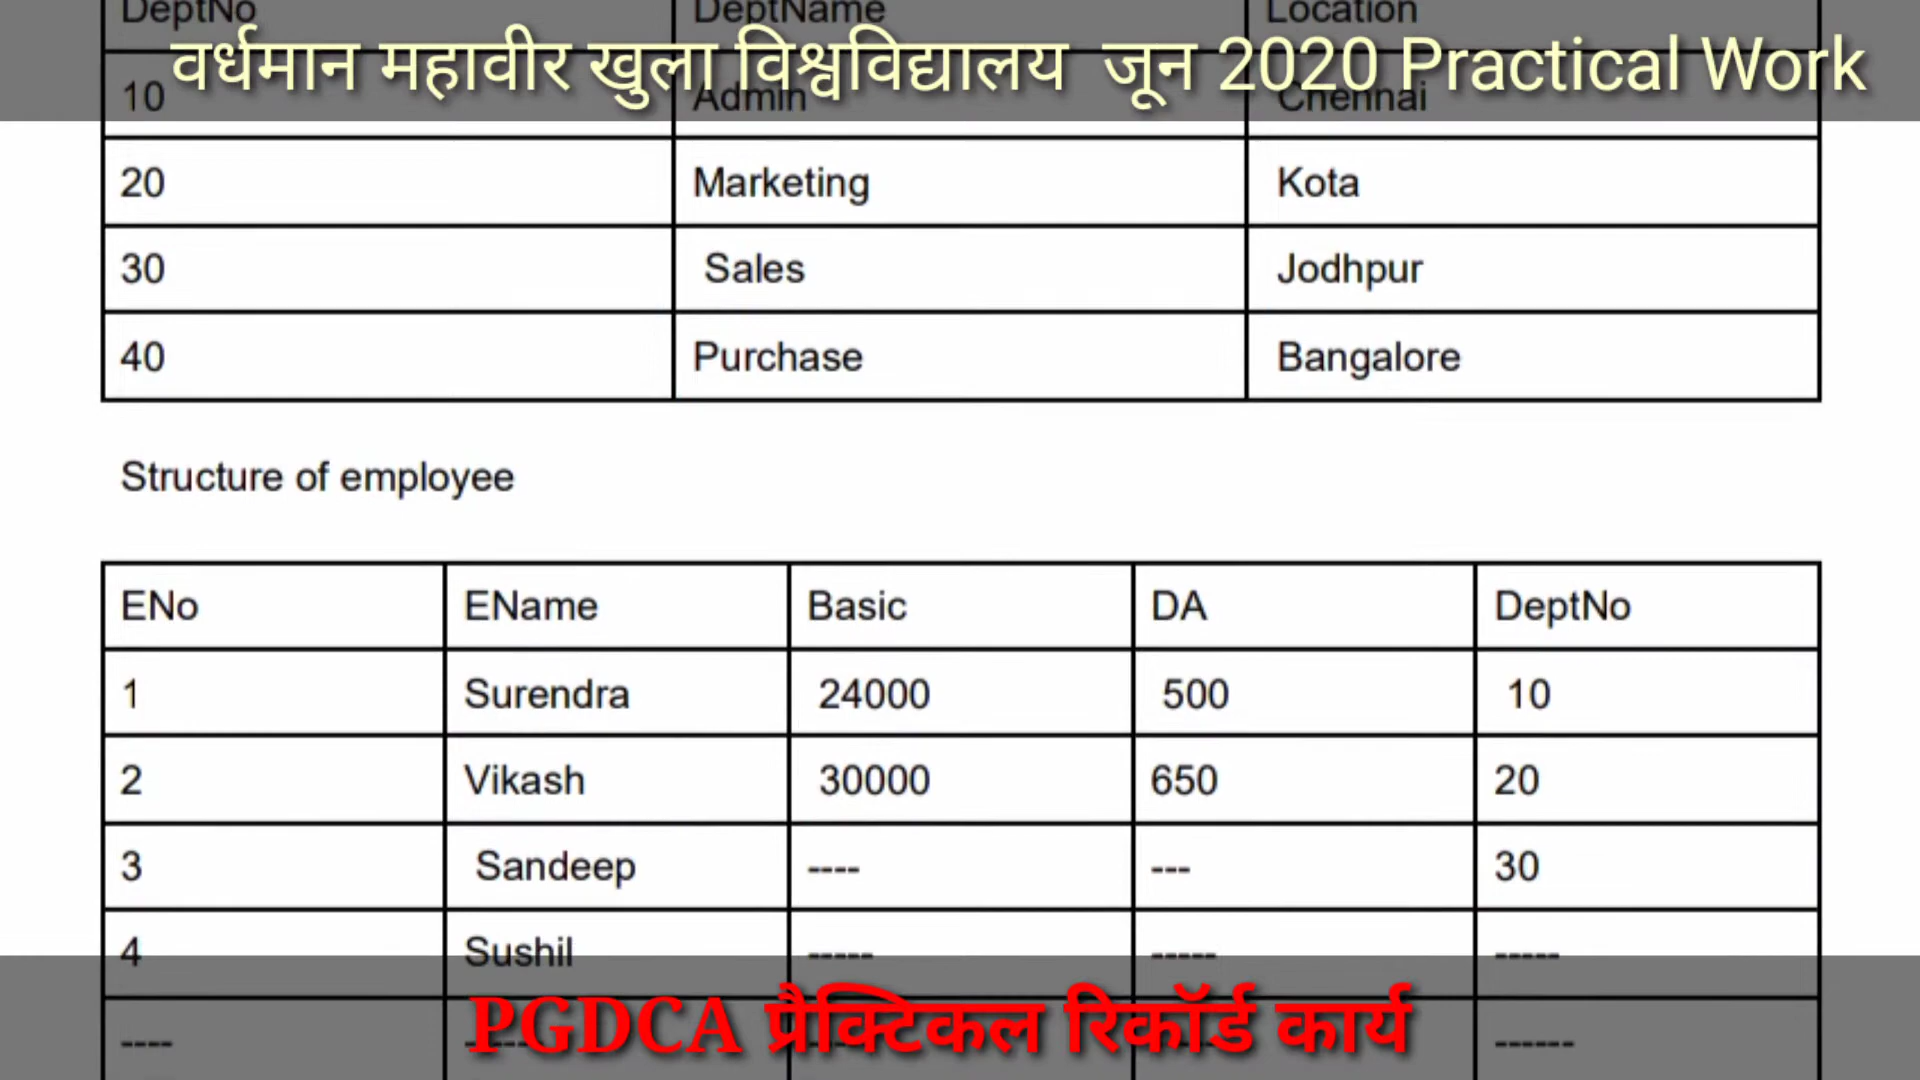 DeptNo DeptName Location
वर्धमान महावीर खुला विश्वविद्यालय जून 2020 Practical Work
10 Admin Chennai
20 Marketing Kota
30 Sales Jodhpur
40 Purchase Bangalore
Structure of employee
ENo EName Basic DA DeptNo
1 Surendra 24000 500 10
2 Vikash 30000 650 20
3 Sandeep ---- --- 30
4 Sushil ----- ----- -----
PGDCA प्रैक्टिकल रिकॉर्ड कार्य
---- ------